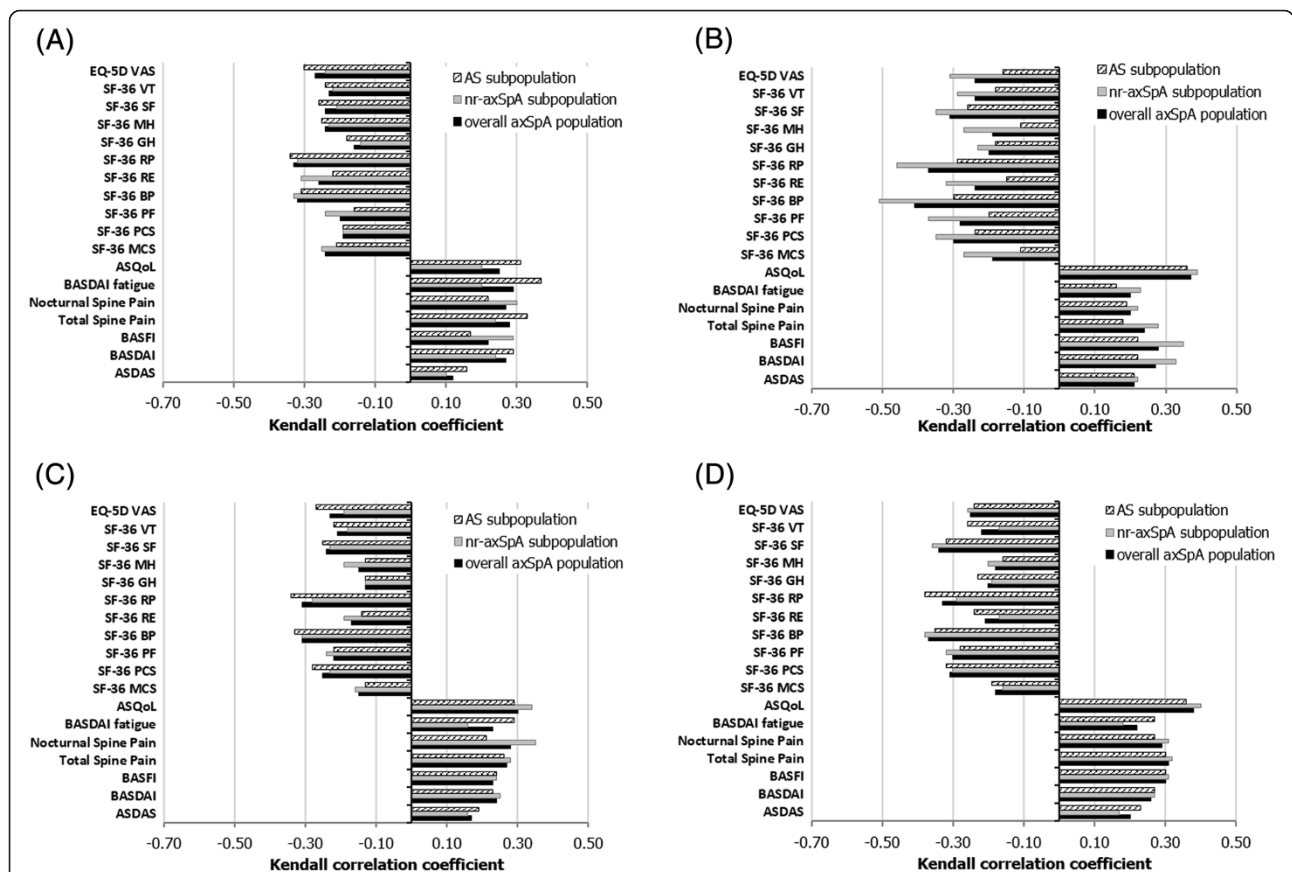 (A)
EQ-5D VAS
SF-36 VT
SF-36 SF
SF-36 MH
SF-36 GH
SF-36 RP
SF-36 RE
SF-36 BP
SF-36 PF
SF-36 PCS
SF-36 MCS
ASQoL
BASDAI fatigue
Nocturnal Spine Pain
Total Spine Pain
BASFI
BASDAI
ASDAS
AS subpopulation
nr-axSpA subpopulation
overall axSpA population
-0.70 -0.50 -0.30 -0.10 0.10 0.30 0.50
Kendall correlation coefficient
(B)
EQ-5D VAS
SF-36 VT
SF-36 SF
SF-36 MH
SF-36 GH
SF-36 RP
SF-36 RE
SF-36 BP
SF-36 PF
SF-36 PCS
SF-36 MCS
ASQoL
BASDAI fatigue
Nocturnal Spine Pain
Total Spine Pain
BASFI
BASDAI
ASDAS
AS subpopulation
nr-axSpA subpopulation
overall axSpA population
-0.70 -0.50 -0.30 -0.10 0.10 0.30 0.50
Kendall correlation coefficient
(C)
EQ-5D VAS
SF-36 VT
SF-36 SF
SF-36 MH
SF-36 GH
SF-36 RP
SF-36 RE
SF-36 BP
SF-36 PF
SF-36 PCS
SF-36 MCS
ASQoL
BASDAI fatigue
Nocturnal Spine Pain
Total Spine Pain
BASFI
BASDAI
ASDAS
AS subpopulation
nr-axSpA subpopulation
overall axSpA population
-0.70 -0.50 -0.30 -0.10 0.10 0.30 0.50
Kendall correlation coefficient
(D)
EQ-5D VAS
SF-36 VT
SF-36 SF
SF-36 MH
SF-36 GH
SF-36 RP
SF-36 RE
SF-36 BP
SF-36 PF
SF-36 PCS
SF-36 MCS
ASQoL
BASDAI fatigue
Nocturnal Spine Pain
Total Spine Pain
BASFI
BASDAI
ASDAS
AS subpopulation
nr-axSpA subpopulation
overall axSpA population
-0.70 -0.50 -0.30 -0.10 0.10 0.30 0.50
Kendall correlation coefficient